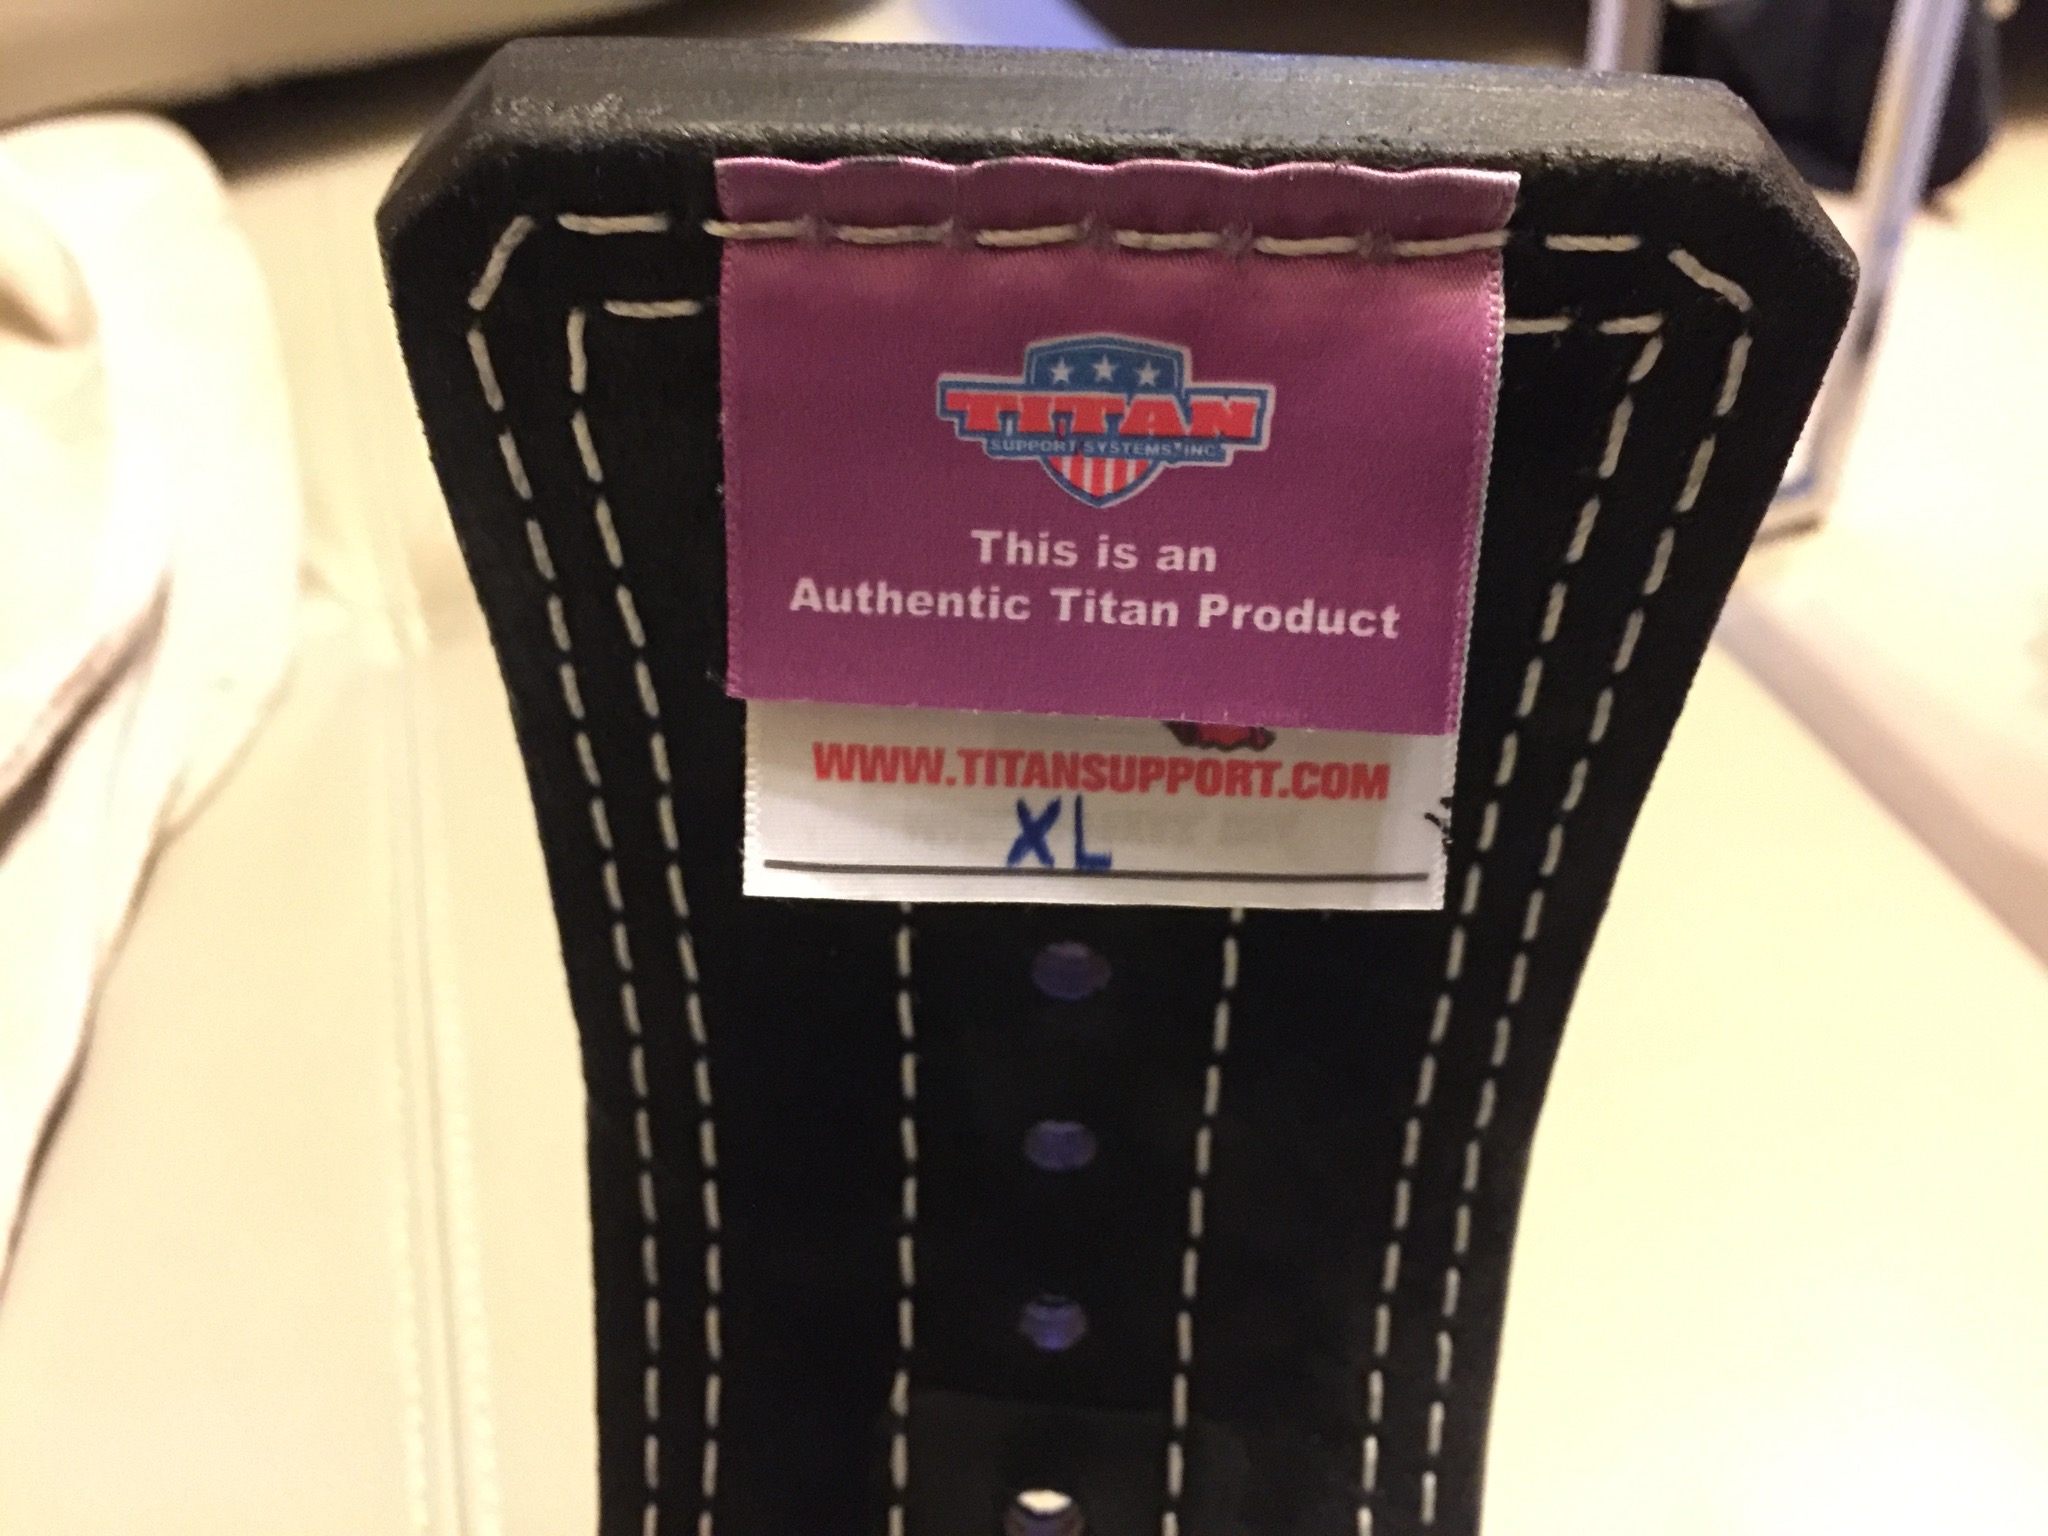 TITAN
SUPPORT SYSTEMS, INC.
This is an
Authentic Titan Product
WWW.TITANSUPPORT.COM
XL